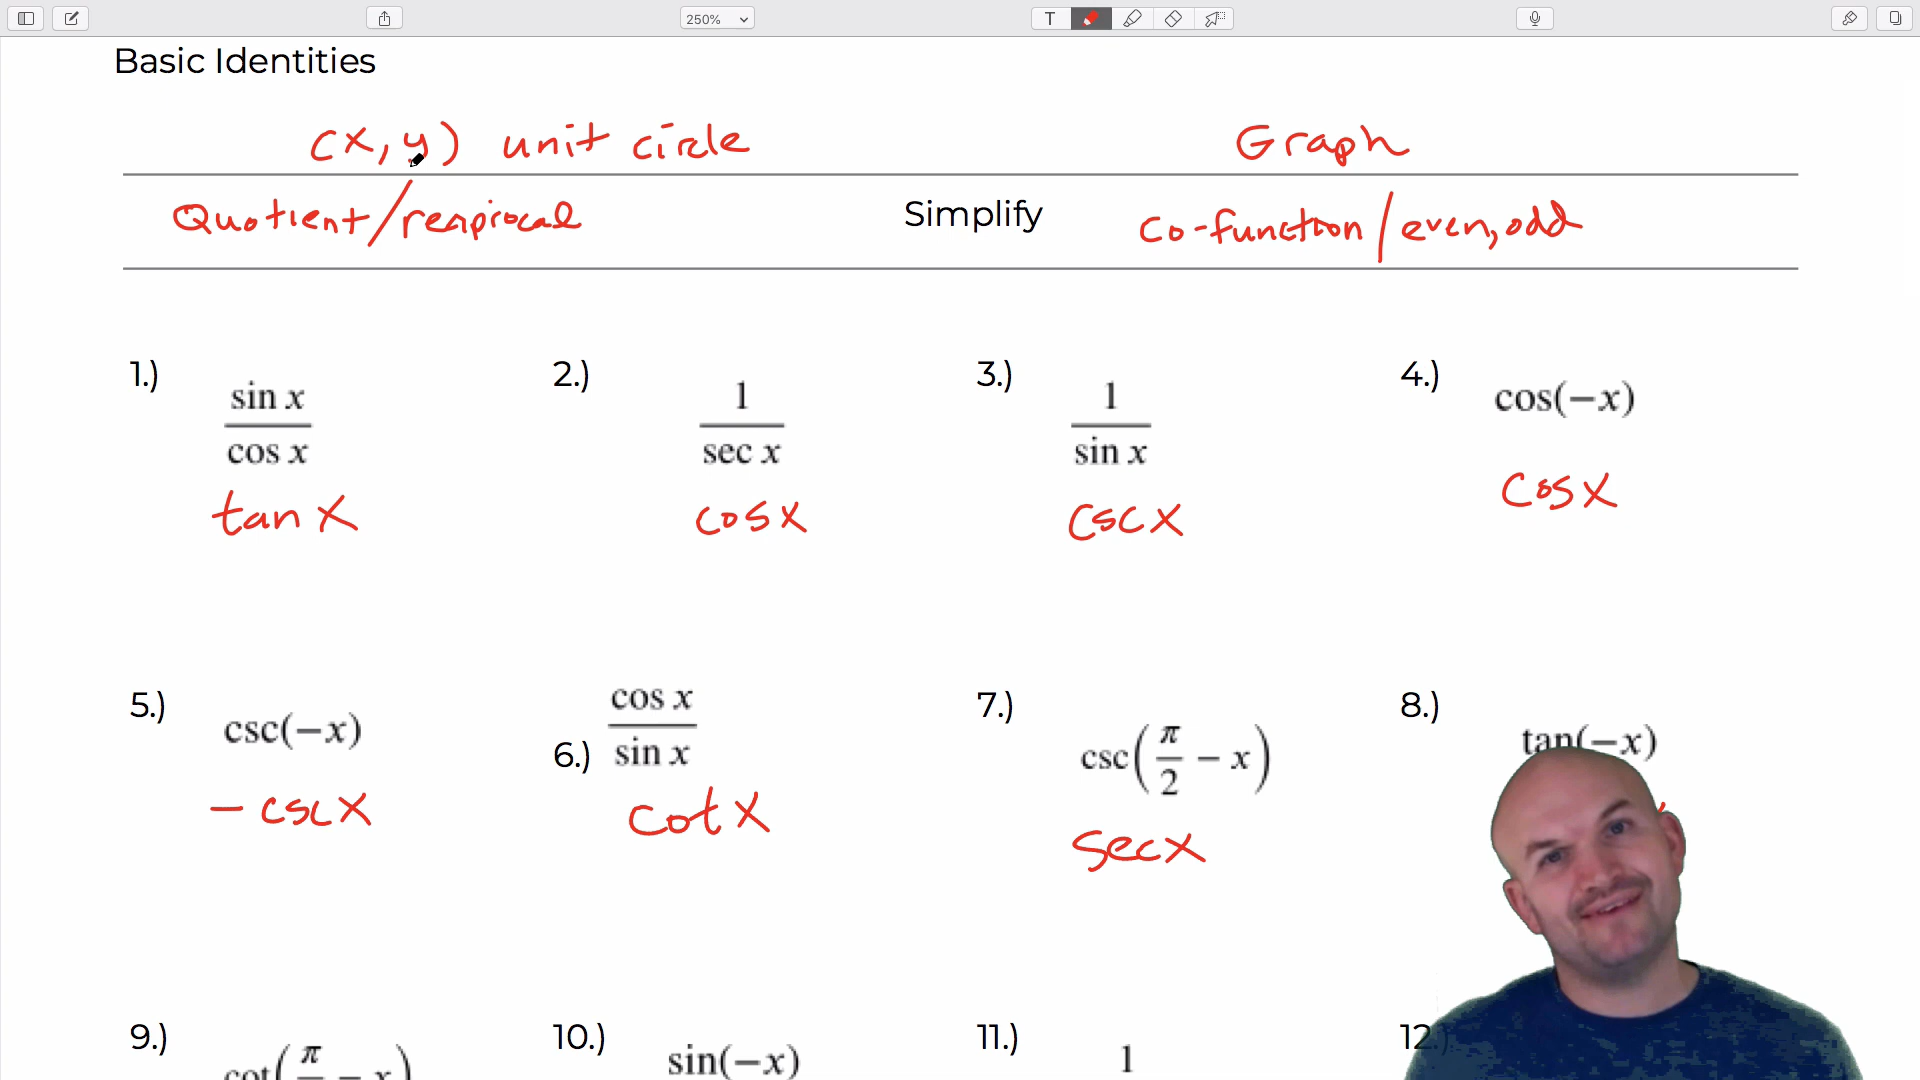 250%
T
Basic Identities
(x, y) unit circle
Graph
Quotient/reciprocal
Simplify
Co-function/even, odd
1.) sin x / cos x
tan x
2.) 1 / sec x
cos x
3.) 1 / sin x
csc x
4.) cos(−x)
cos x
5.) csc(−x)
− csc x
6.) cos x / sin x
cot x
7.) csc(π/2 − x)
sec x
8.) tan(−x)
9.) cot(π − x)
10.) sin(−x)
11.) 1
12.)